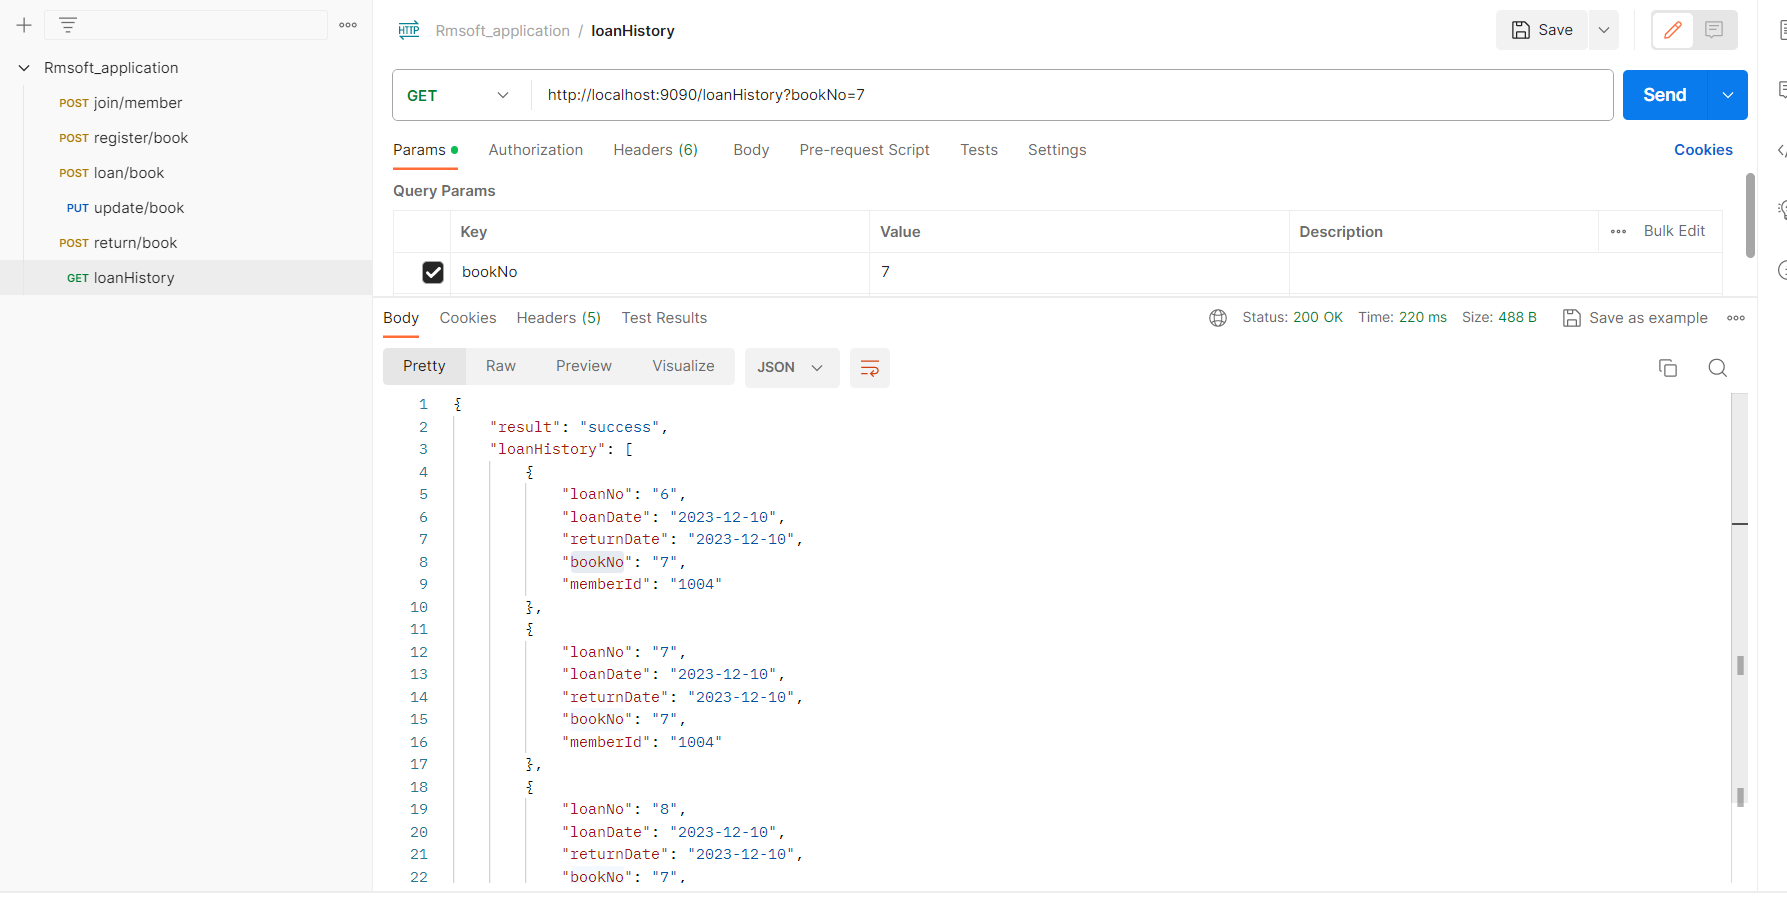 Rmsoft_application
POST join/member
POST register/book
POST loan/book
PUT update/book
POST return/book
GET loanHistory
HTTP Rmsoft_application / loanHistory
Save
GET http://localhost:9090/loanHistory?bookNo=7
Send
Params Authorization Headers (6) Body Pre-request Script Tests Settings Cookies
Query Params
Key Value Description Bulk Edit
bookNo 7
Body Cookies Headers (5) Test Results Status: 200 OK Time: 220 ms Size: 488 B Save as example
Pretty Raw Preview Visualize JSON
1 {
2 "result": "success",
3 "loanHistory": [
4 {
5 "loanNo": "6",
6 "loanDate": "2023-12-10",
7 "returnDate": "2023-12-10",
8 "bookNo": "7",
9 "memberId": "1004"
10 },
11 {
12 "loanNo": "7",
13 "loanDate": "2023-12-10",
14 "returnDate": "2023-12-10",
15 "bookNo": "7",
16 "memberId": "1004"
17 },
18 {
19 "loanNo": "8",
20 "loanDate": "2023-12-10",
21 "returnDate": "2023-12-10",
22 "bookNo": "7",